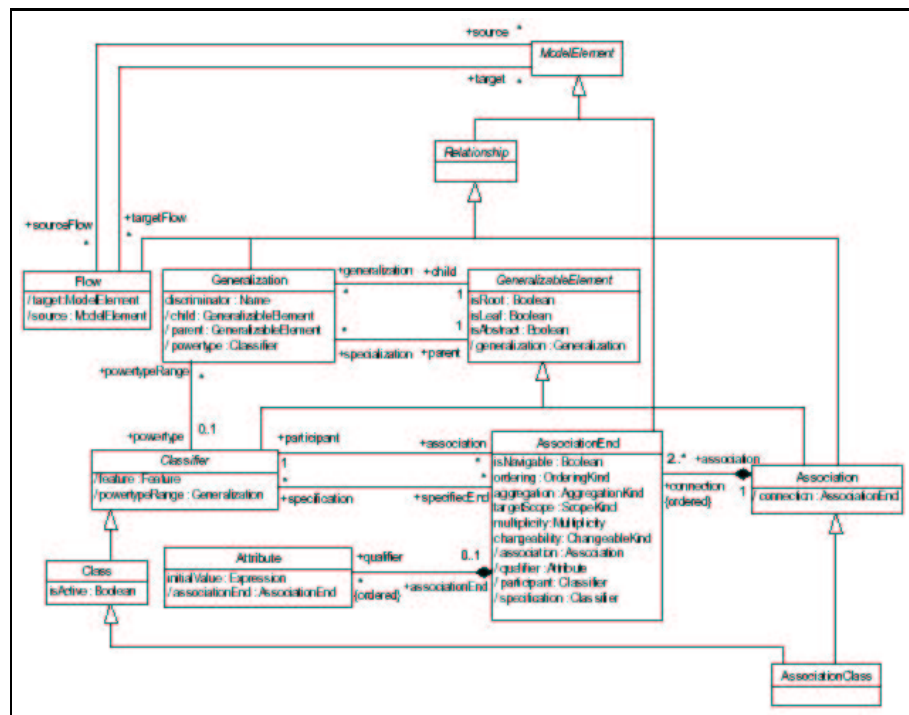 +source
*
ModelElement
+target
*
Relationship
+sourceFlow
*
+targetFlow
*
Flow
/target:ModelElement
/source : ModelElement
Generalization
discriminator : Name
/child : GeneralizableElement
/parent : GeneralizableElement
/powertype : Classifier
+generalization
*
+child
1
*
+specialization
1
+parent
GeneralizableElement
isRoot : Boolean
isLeaf : Boolean
isAbstract : Boolean
/generalization : Generalization
+powertypeRange
*
+powertype
0..1
Classifier
/feature : Feature
/powertypeRange : Generalization
+participant
1
+association
*
*
+specification
*
+specifiedEnd
AssociationEnd
isNavigable : Boolean
ordering : OrderingKind
aggregation : AggregationKind
targetScope : ScopeKind
multiplicity : Multiplicity
changeability : ChangeableKind
/association : Association
/qualifier : Attribute
/participant : Classifier
/specification : Classifier
2..*
+association
+connection
{ordered}
1
Association
/connection : AssociationEnd
Class
isActive : Boolean
Attribute
initialValue : Expression
/associationEnd : AssociationEnd
+qualifier
*
{ordered}
0..1
+associationEnd
AssociationClass